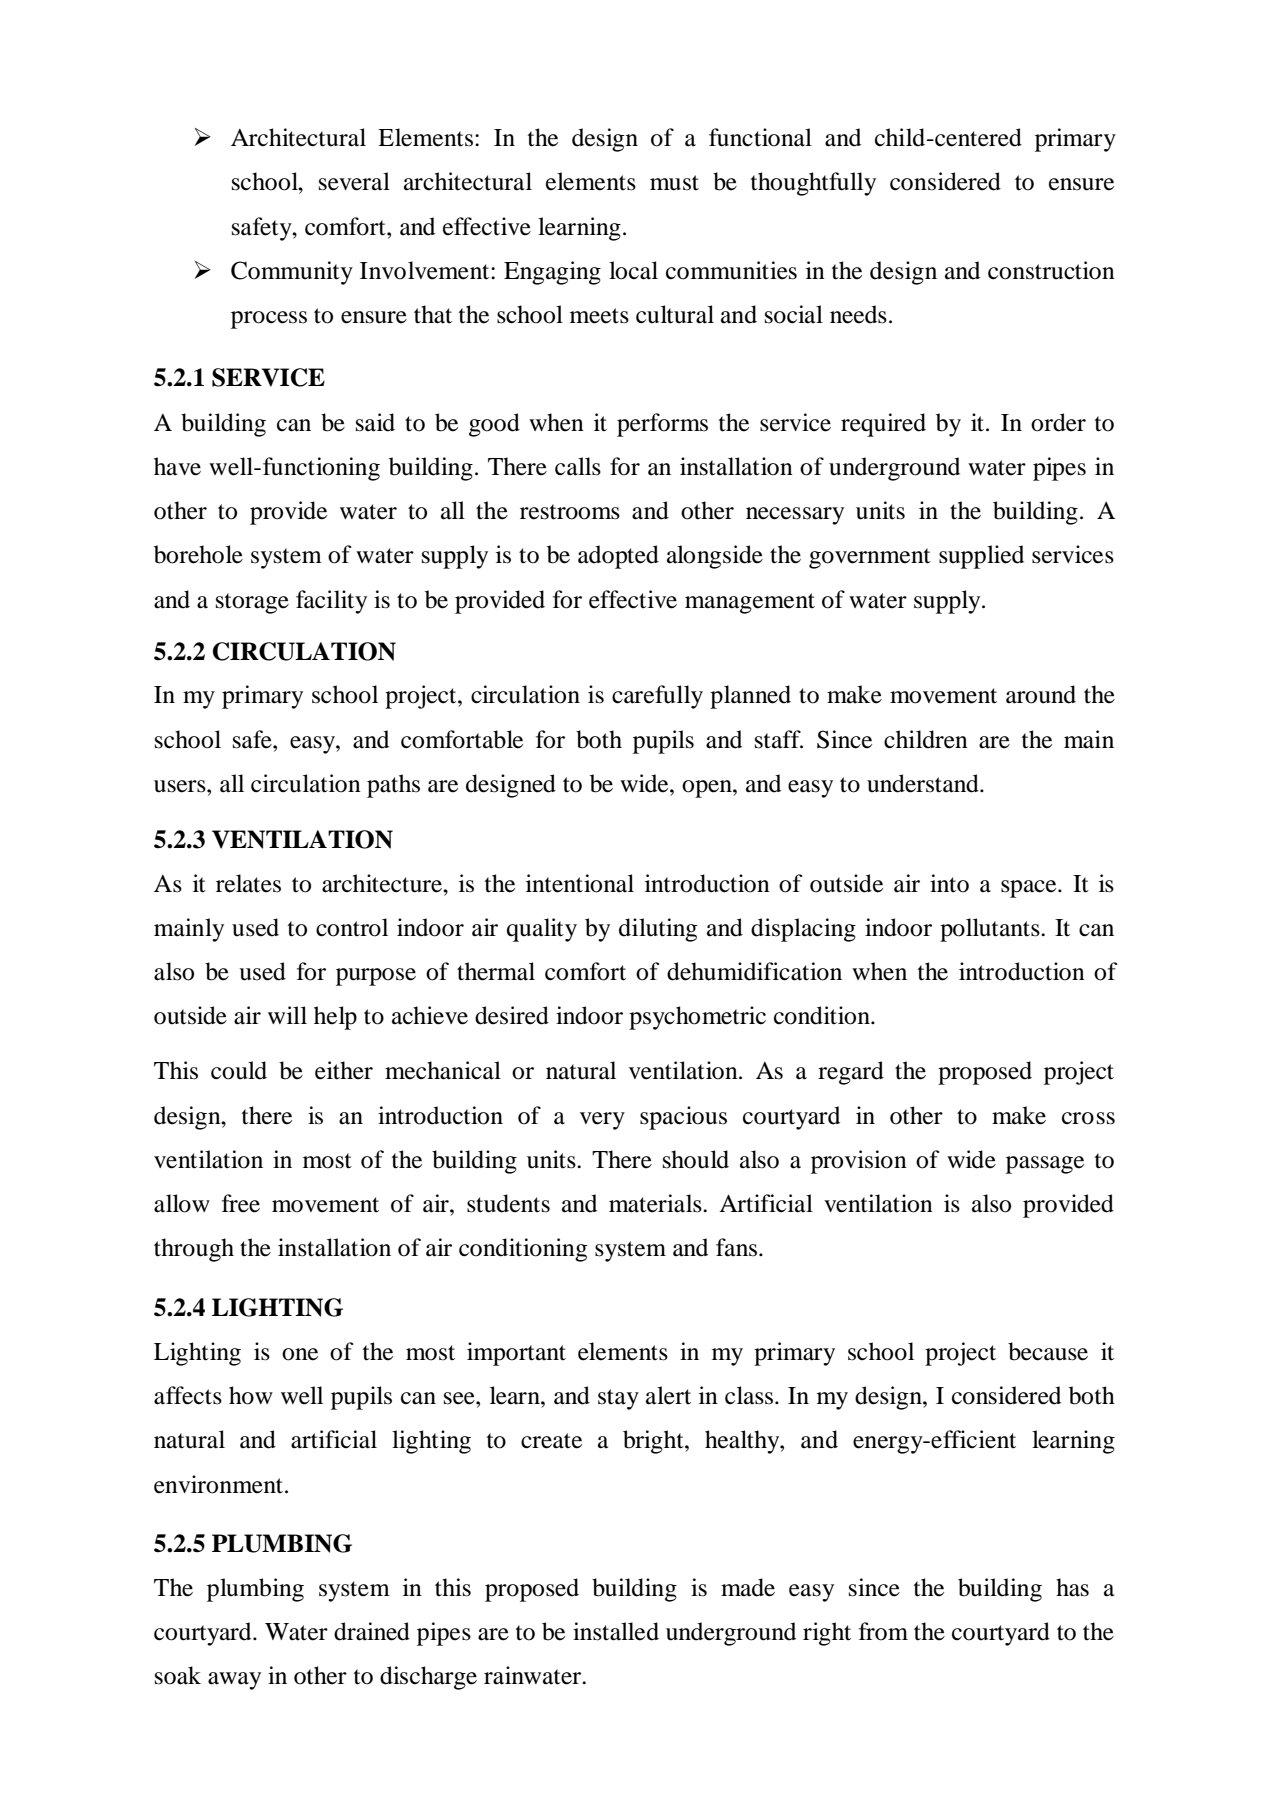 ➢ Architectural Elements: In the design of a functional and child-centered primary
school, several architectural elements must be thoughtfully considered to ensure
safety, comfort, and effective learning.
➢ Community Involvement: Engaging local communities in the design and construction
process to ensure that the school meets cultural and social needs.
5.2.1 SERVICE
A building can be said to be good when it performs the service required by it. In order to
have well-functioning building. There calls for an installation of underground water pipes in
other to provide water to all the restrooms and other necessary units in the building. A
borehole system of water supply is to be adopted alongside the government supplied services
and a storage facility is to be provided for effective management of water supply.
5.2.2 CIRCULATION
In my primary school project, circulation is carefully planned to make movement around the
school safe, easy, and comfortable for both pupils and staff. Since children are the main
users, all circulation paths are designed to be wide, open, and easy to understand.
5.2.3 VENTILATION
As it relates to architecture, is the intentional introduction of outside air into a space. It is
mainly used to control indoor air quality by diluting and displacing indoor pollutants. It can
also be used for purpose of thermal comfort of dehumidification when the introduction of
outside air will help to achieve desired indoor psychometric condition.
This could be either mechanical or natural ventilation. As a regard the proposed project
design, there is an introduction of a very spacious courtyard in other to make cross
ventilation in most of the building units. There should also a provision of wide passage to
allow free movement of air, students and materials. Artificial ventilation is also provided
through the installation of air conditioning system and fans.
5.2.4 LIGHTING
Lighting is one of the most important elements in my primary school project because it
affects how well pupils can see, learn, and stay alert in class. In my design, I considered both
natural and artificial lighting to create a bright, healthy, and energy-efficient learning
environment.
5.2.5 PLUMBING
The plumbing system in this proposed building is made easy since the building has a
courtyard. Water drained pipes are to be installed underground right from the courtyard to the
soak away in other to discharge rainwater.